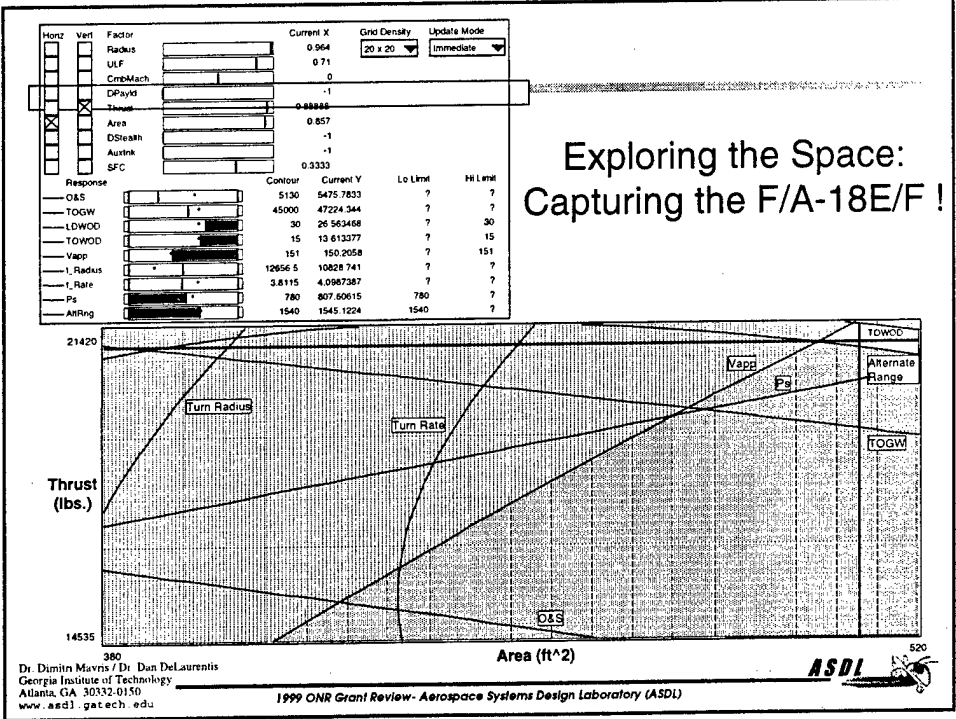 Horiz Vert Factor Current X Grid Density Update Mode
Radius 0.964 20 x 20 Immediate
ULF 0.71
CmbMach 0
DPayld -1
Thrust 0.88888
Area 0.857
DStealth -1
AuxInk -1
SFC 0.3333
Response Contour Current Y Lo Limit Hi Limit
O&S 5130 5475.7833 ? ?
TOGW 45000 47224.344 ? ?
LDWOD 30 26.563468 ? 30
TOWOD 15 13.613377 ? 15
Vapp 151 150.2058 ? 151
t_Radius 12656.5 10828.741 ? ?
t_Rate 3.8115 4.0987387 ? ?
Ps 780 807.60615 780 ?
AltRng 1540 1545.1224 1540 ?
Exploring the Space:
Capturing the F/A-18E/F !
21420
TOWOD
Vapp
Alternate
Range
Ps
Turn Radius
Turn Rate
TOGW
Thrust
(lbs.)
O&S
14535
380
Area (ft^2)
520
Dr. Dimitri Mavris / Dr. Dan DeLaurentis
Georgia Institute of Technology
Atlanta, GA 30332-0150
www.asdl.gatech.edu
1999 ONR Grant Review- Aerospace Systems Design Laboratory (ASDL)
ASDL